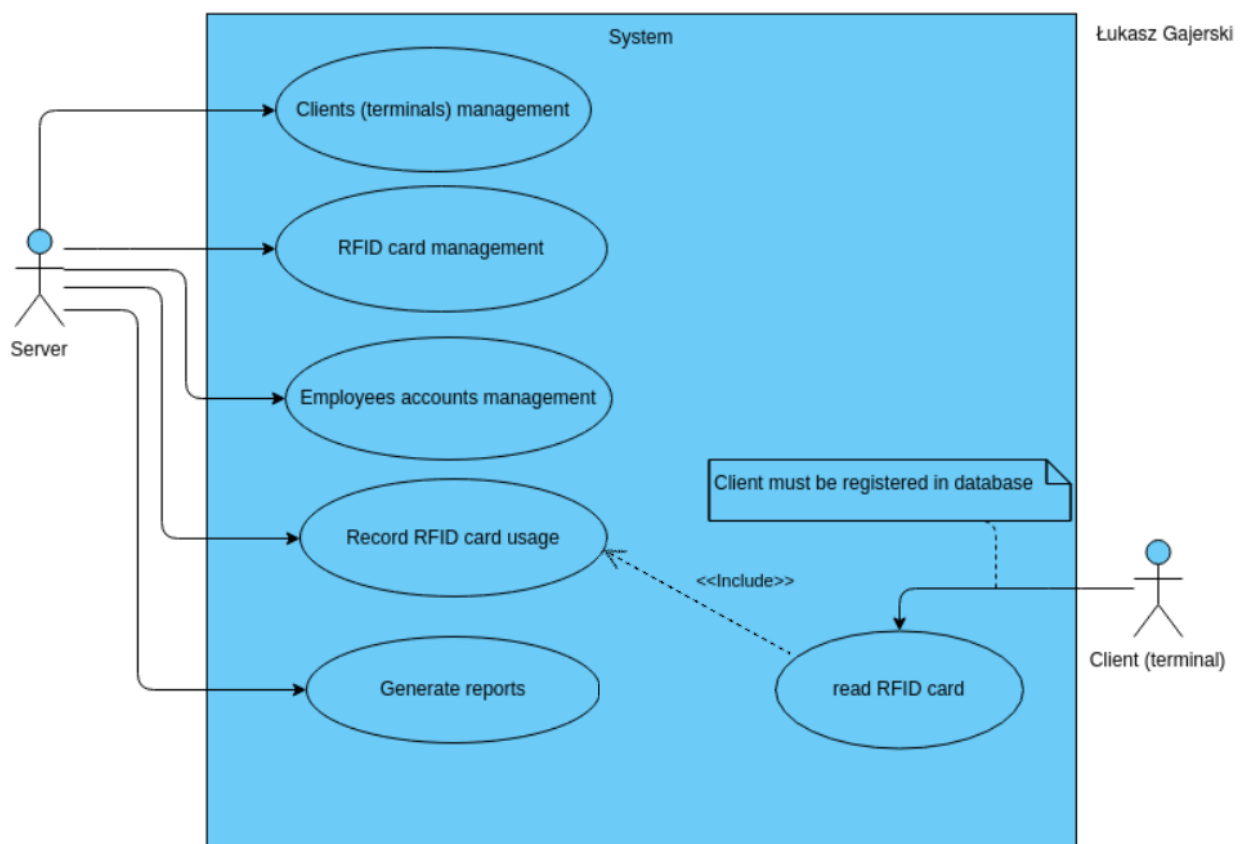 System
Łukasz Gajerski
Clients (terminals) management
RFID card management
Server
Employees accounts management
Client must be registered in database
Record RFID card usage
<<Include>>
Client (terminal)
Generate reports
read RFID card